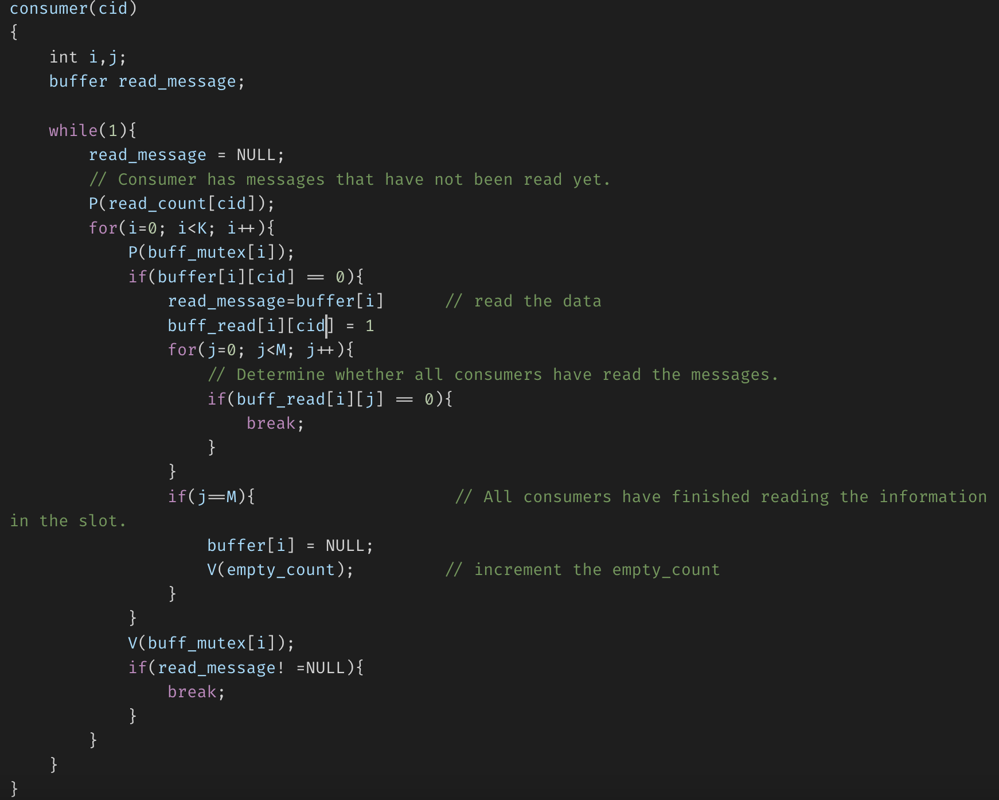 consumer(cid)
{
    int i,j;
    buffer read_message;

    while(1){
        read_message = NULL;
        // Consumer has messages that have not been read yet.
        P(read_count[cid]);
        for(i=0; i<K; i++){
            P(buff_mutex[i]);
            if(buffer[i][cid] == 0){
                read_message=buffer[i]      // read the data
                buff_read[i][cid] = 1
                for(j=0; j<M; j++){
                    // Determine whether all consumers have read the messages.
                    if(buff_read[i][j] == 0){
                        break;
                    }
                }
                if(j==M){                    // All consumers have finished reading the information
in the slot.
                    buffer[i] = NULL;
                    V(empty_count);         // increment the empty_count
                }
            }
            V(buff_mutex[i]);
            if(read_message! =NULL){
                break;
            }
        }
    }
}